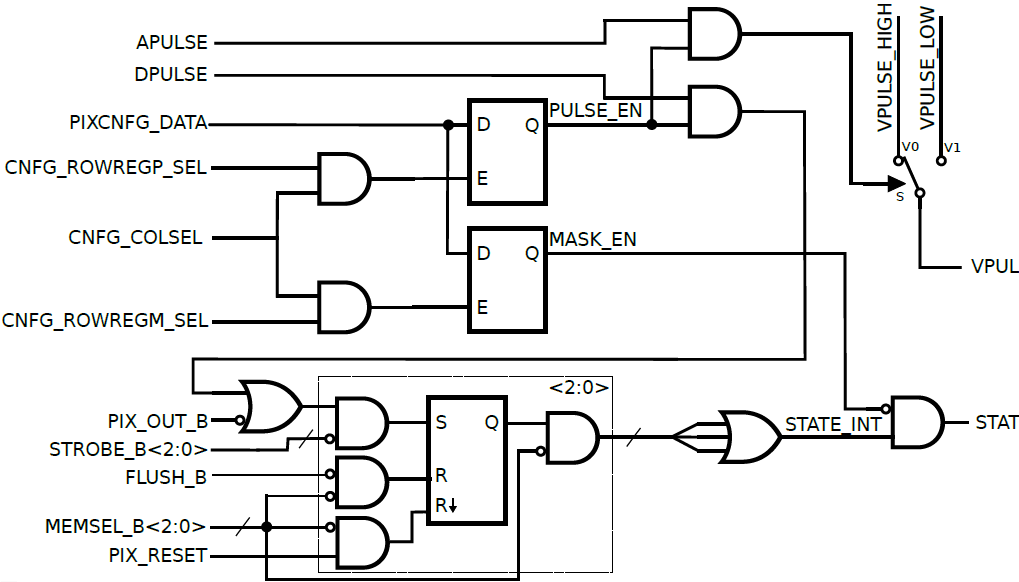 APULSE
DPULSE
PIXCNFG_DATA
CNFG_ROWREGP_SEL
CNFG_COLSEL
CNFG_ROWREGM_SEL
D
Q
E
PULSE_EN
D
Q
E
MASK_EN
VPULSE_HIGH
VPULSE_LOW
V0
V1
S
VPUL
PIX_OUT_B
STROBE_B<2:0>
FLUSH_B
MEMSEL_B<2:0>
PIX_RESET
<2:0>
S
Q
R
R
STATE_INT
STAT